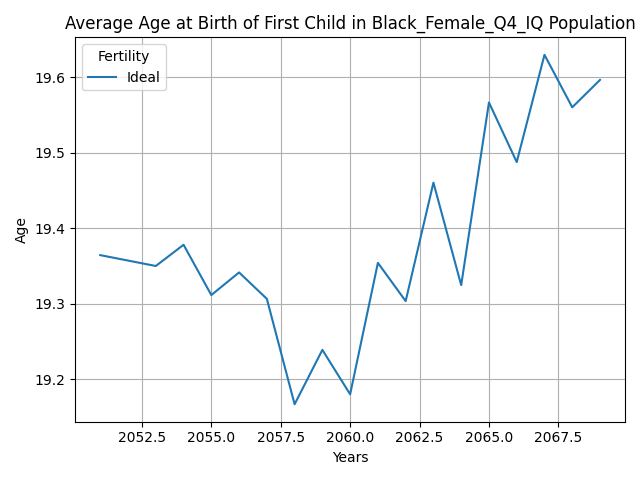 Average Age at Birth of First Child in Black_Female_Q4_IQ Population
Fertility
Ideal
19.6
19.5
19.4
19.3
19.2
Age
2052.5 2055.0 2057.5 2060.0 2062.5 2065.0 2067.5
Years